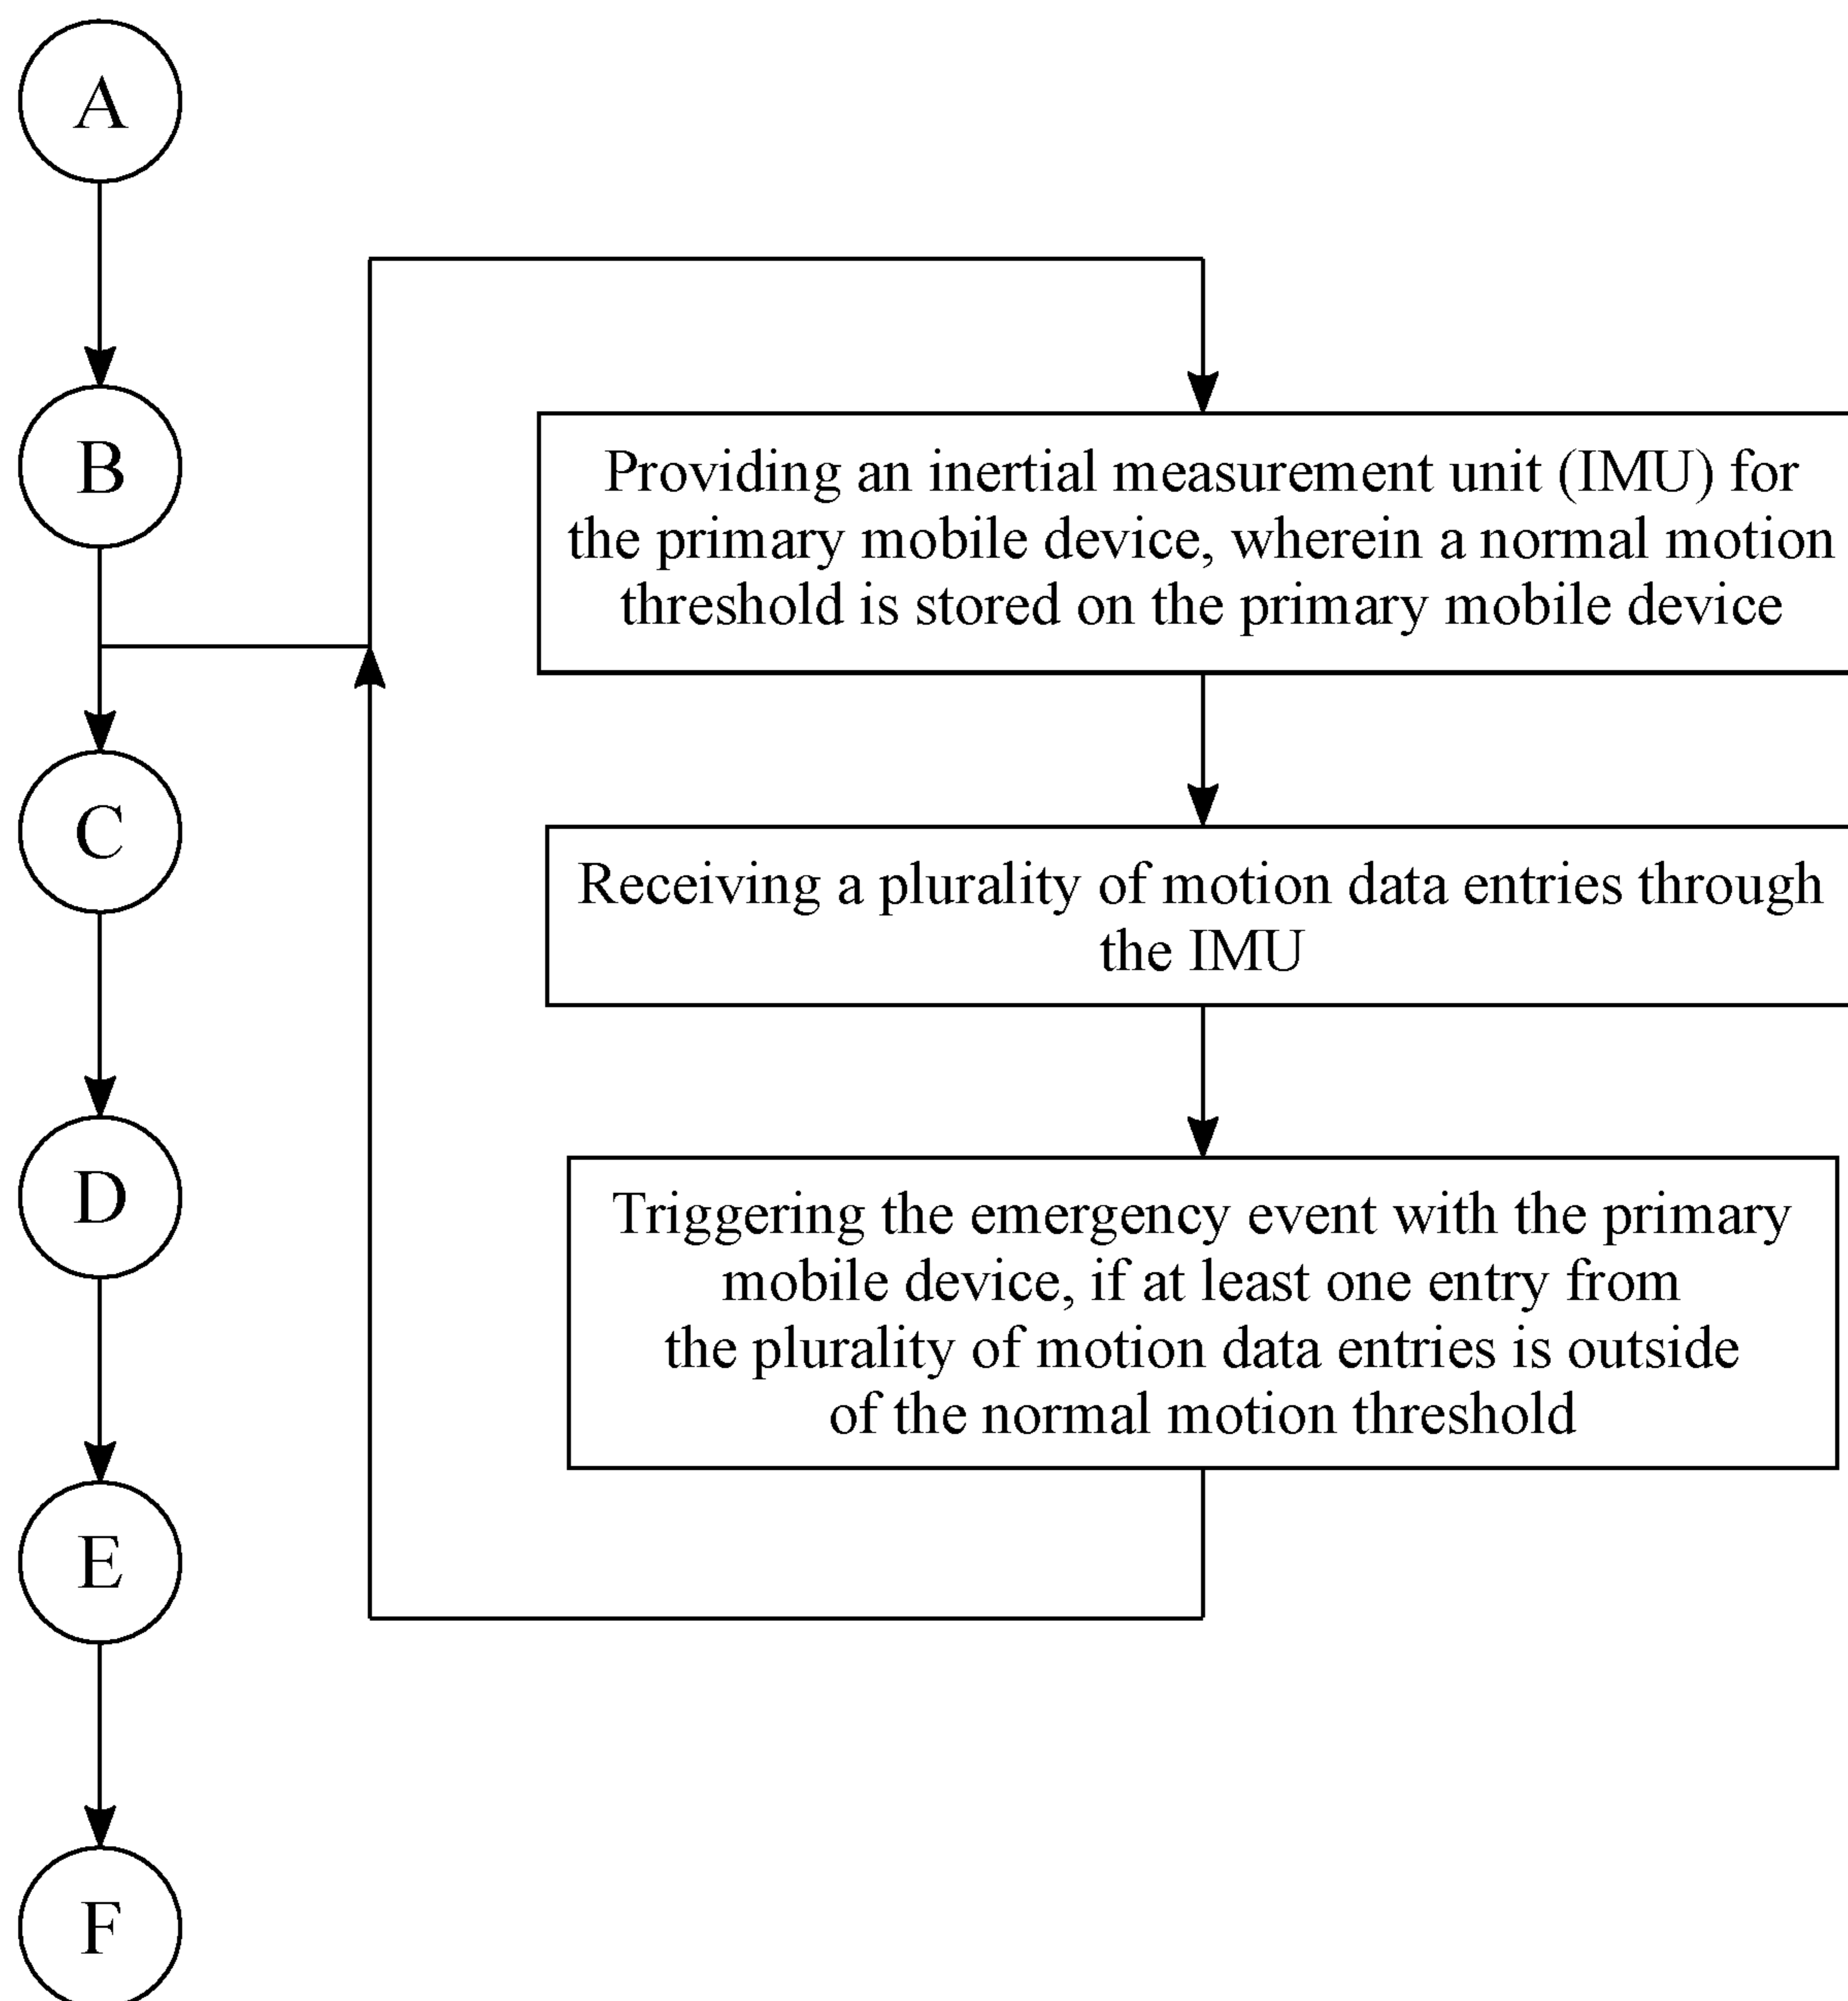 A
B
C
D
E
F
Providing an inertial measurement unit (IMU) for
the primary mobile device, wherein a normal motion
threshold is stored on the primary mobile device
Receiving a plurality of motion data entries through
the IMU
Triggering the emergency event with the primary
mobile device, if at least one entry from
the plurality of motion data entries is outside
of the normal motion threshold